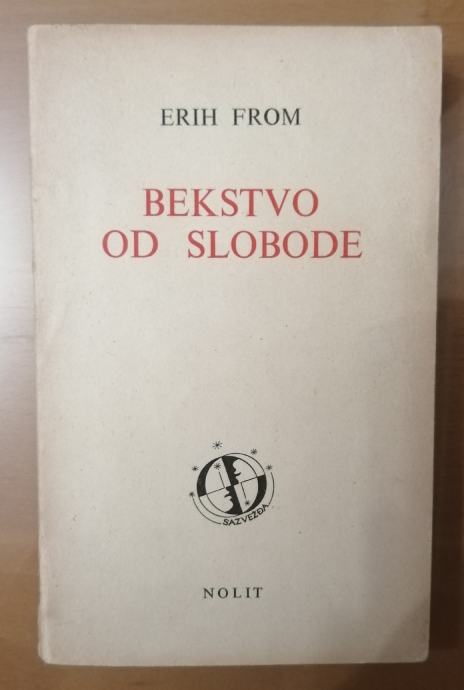 ERIH FROM
BEKSTVO
OD SLOBODE
SAZVEŽĐA
NOLIT